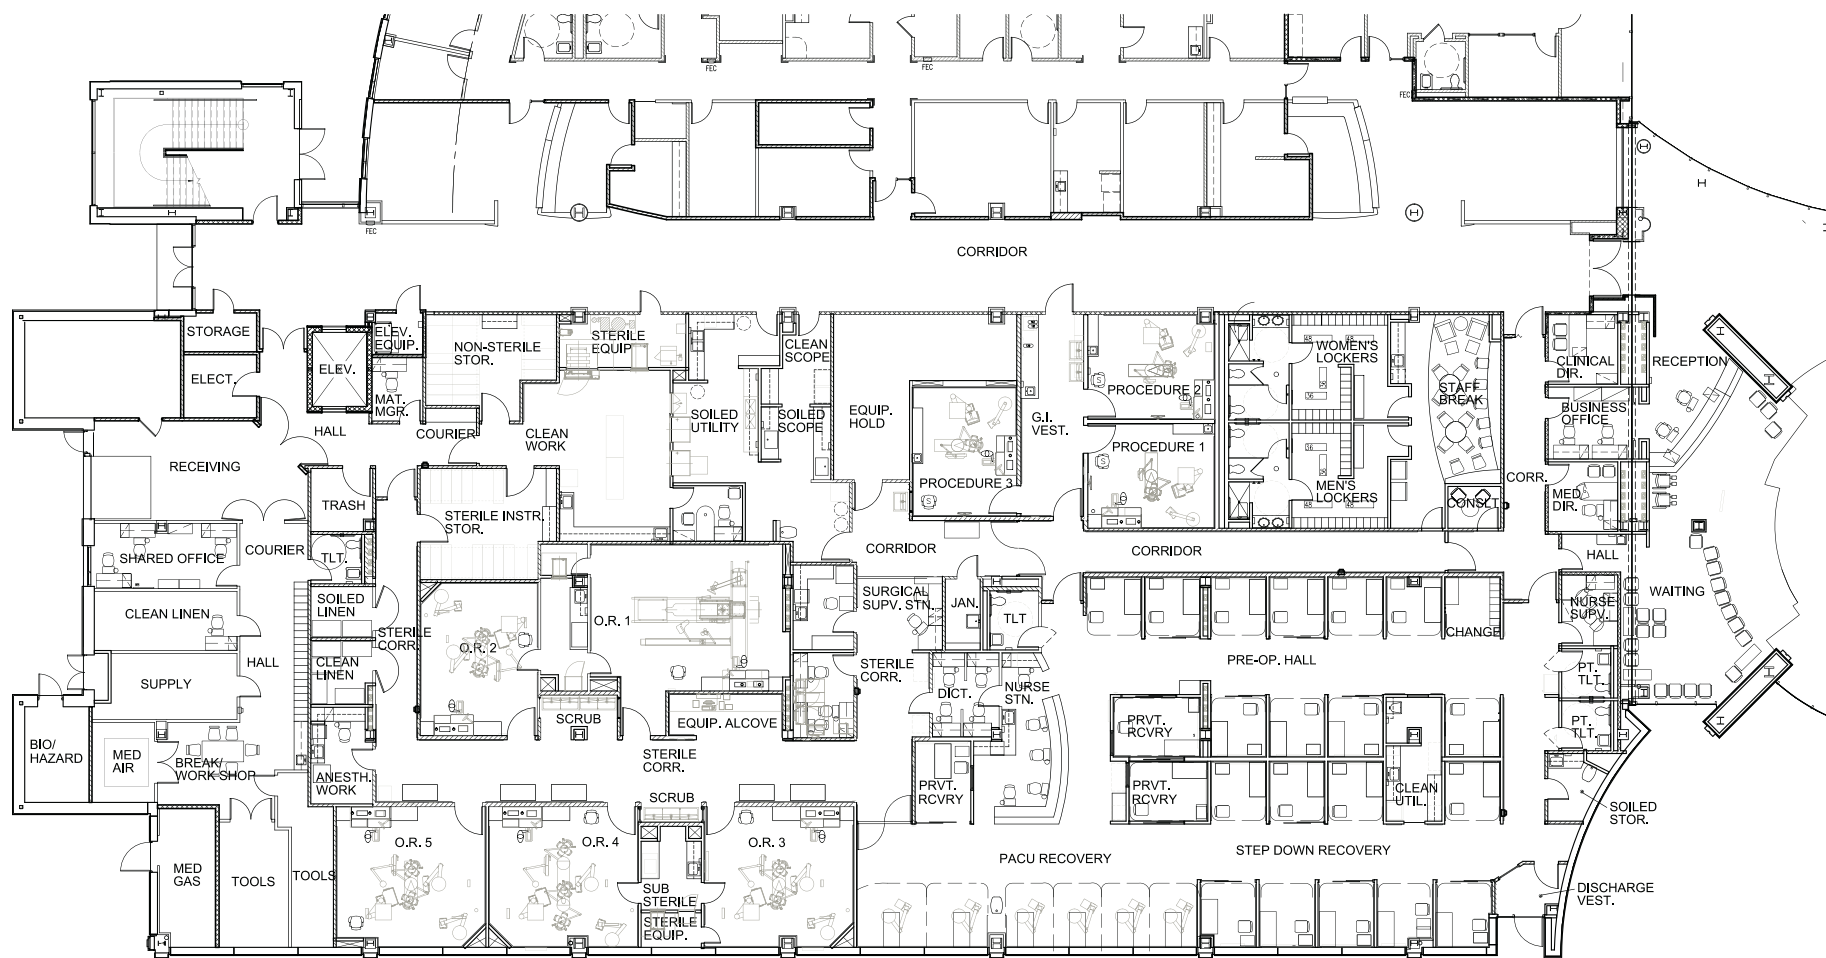 FEC
FEC
FEC
FEC
CORRIDOR
STORAGE
ELECT.
ELEV.
ELEV.
EQUIP.
MAT.
MGR.
NON-STERILE
STOR.
STERILE
EQUIP
CLEAN
SCOPE
SOILED
UTILITY
SOILED
SCOPE
EQUIP.
HOLD
G.I.
VEST.
PROCEDURE 2
PROCEDURE 1
PROCEDURE 3
WOMEN'S
LOCKERS
MEN'S
LOCKERS
STAFF
BREAK
CONSLT.
CORR.
CLINICAL
DIR.
BUSINESS
OFFICE
MED.
DIR.
RECEPTION
HALL
COURIER
CLEAN
WORK
RECEIVING
TRASH
STERILE INSTR.
STOR.
SHARED OFFICE
COURIER
TLT.
CORRIDOR
CORRIDOR
HALL
WAITING
CLEAN LINEN
SOILED
LINEN
STERILE
CORR.
O.R. 2
O.R. 1
SURGICAL
SUPV. STN.
JAN.
TLT
CHANGE
NURSE
SUPV.
HALL
CLEAN
LINEN
SUPPLY
STERILE
CORR.
DICT.
NURSE
STN.
PRE-OP. HALL
PT.
TLT.
PT.
TLT.
SCRUB
EQUIP. ALCOVE
PRVT.
RCVRY
BIO/
HAZARD
MED
AIR
BREAK/
WORK SHOP
ANESTH.
WORK
STERILE
CORR.
SCRUB
PRVT.
RCVRY
PRVT.
RCVRY
CLEAN
UTIL.
SOILED
STOR.
O.R. 5
O.R. 4
O.R. 3
PACU RECOVERY
STEP DOWN RECOVERY
MED
GAS
TOOLS
TOOLS
SUB
STERILE
STERILE
EQUIP.
DISCHARGE
VEST.